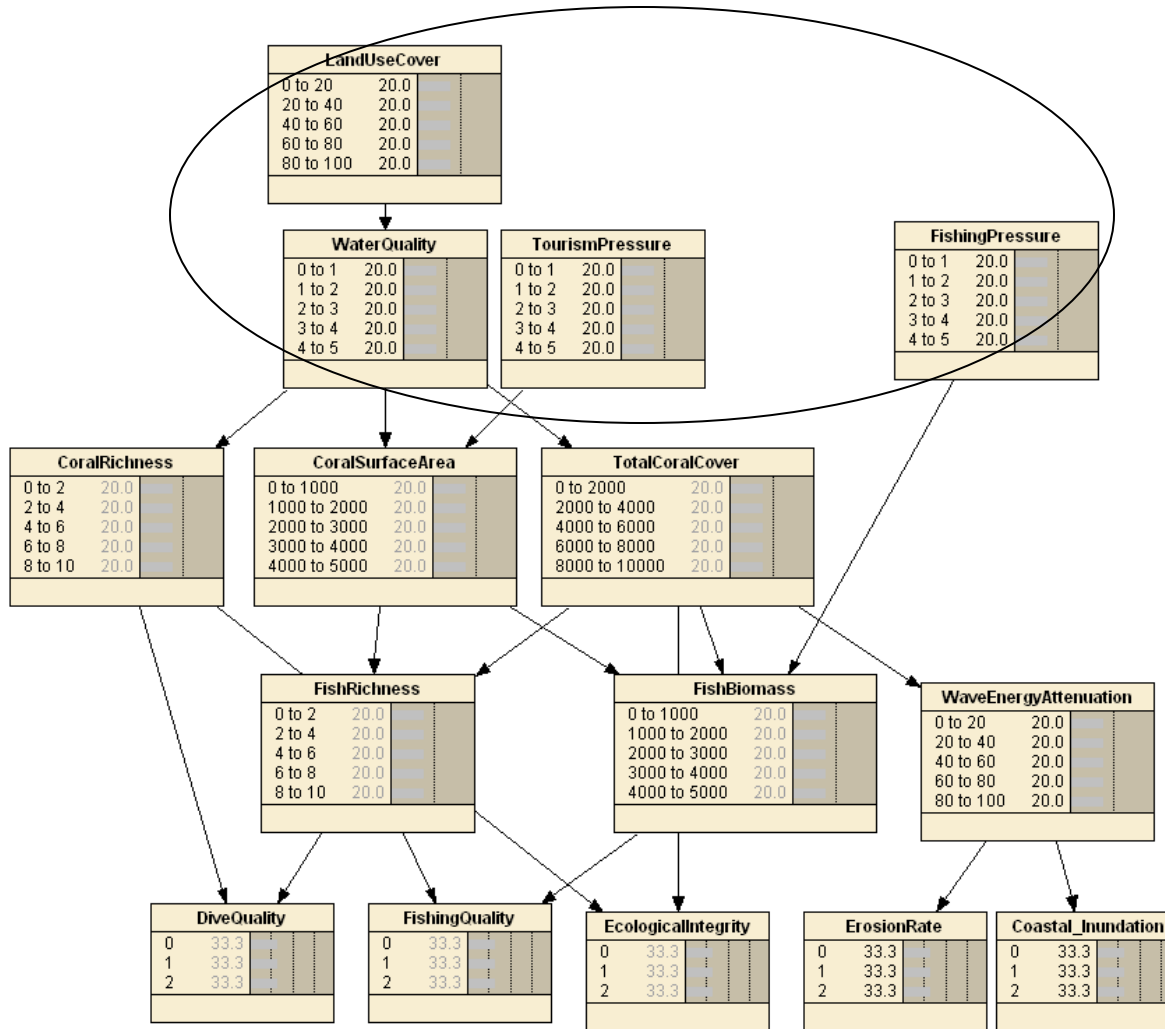 LandUseCover
0 to 20 20.0
20 to 40 20.0
40 to 60 20.0
60 to 80 20.0
80 to 100 20.0
WaterQuality
0 to 1 20.0
1 to 2 20.0
2 to 3 20.0
3 to 4 20.0
4 to 5 20.0
TourismPressure
0 to 1 20.0
1 to 2 20.0
2 to 3 20.0
3 to 4 20.0
4 to 5 20.0
FishingPressure
0 to 1 20.0
1 to 2 20.0
2 to 3 20.0
3 to 4 20.0
4 to 5 20.0
CoralRichness
0 to 2 20.0
2 to 4 20.0
4 to 6 20.0
6 to 8 20.0
8 to 10 20.0
CoralSurfaceArea
0 to 1000 20.0
1000 to 2000 20.0
2000 to 3000 20.0
3000 to 4000 20.0
4000 to 5000 20.0
TotalCoralCover
0 to 2000 20.0
2000 to 4000 20.0
4000 to 6000 20.0
6000 to 8000 20.0
8000 to 10000 20.0
FishRichness
0 to 2 20.0
2 to 4 20.0
4 to 6 20.0
6 to 8 20.0
8 to 10 20.0
FishBiomass
0 to 1000 20.0
1000 to 2000 20.0
2000 to 3000 20.0
3000 to 4000 20.0
4000 to 5000 20.0
WaveEnergyAttenuation
0 to 20 20.0
20 to 40 20.0
40 to 60 20.0
60 to 80 20.0
80 to 100 20.0
DiveQuality
0 33.3
1 33.3
2 33.3
FishingQuality
0 33.3
1 33.3
2 33.3
EcologicalIntegrity
0 33.3
1 33.3
2 33.3
ErosionRate
0 33.3
1 33.3
2 33.3
Coastal_Inundation
0 33.3
1 33.3
2 33.3